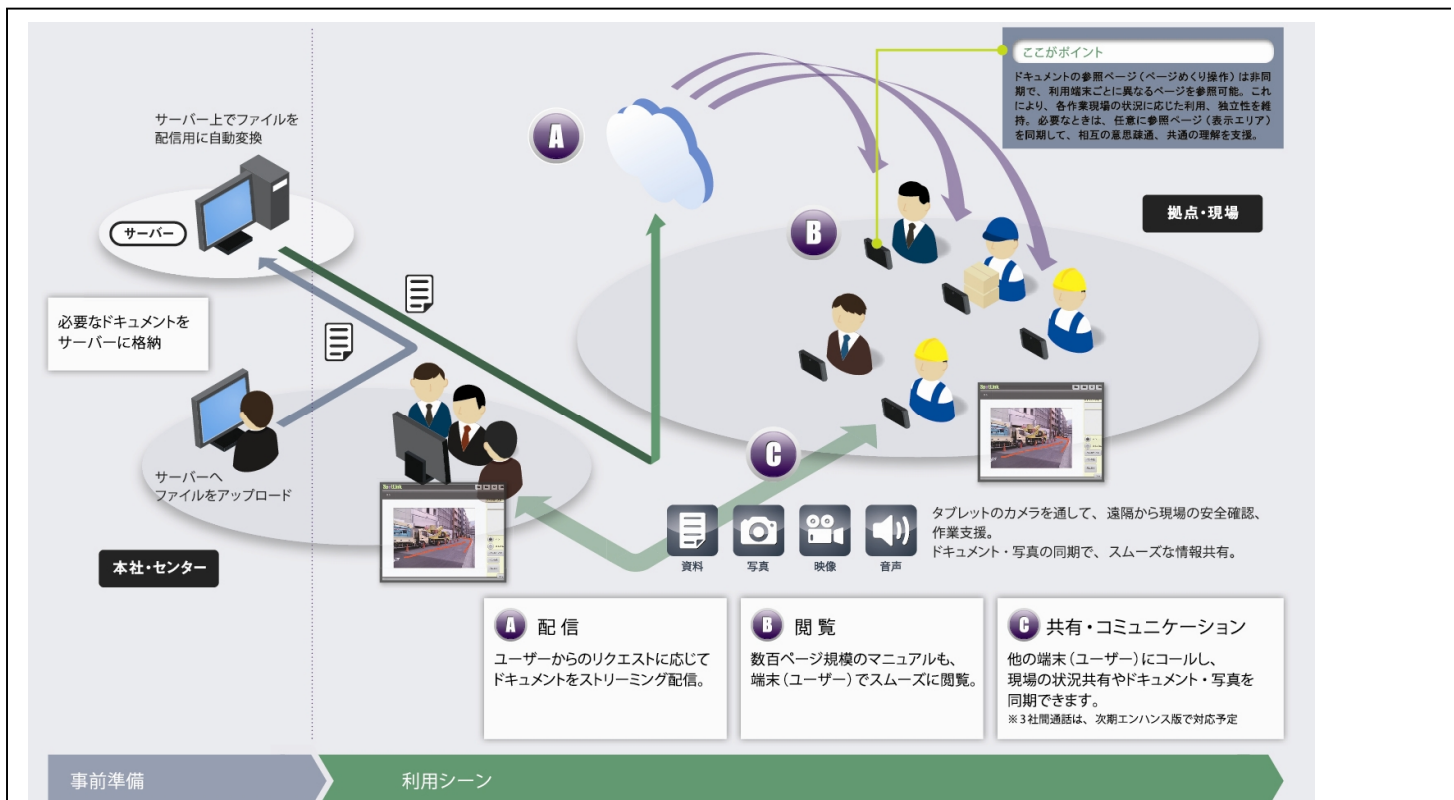 ここがポイント
ドキュメントの参照ページ（ページめくり操作）は非同
期で、利用端末ごとに異なるページを参照可能。これ
により、各作業現場の状況に応じた利用、独立性を維
持。必要なときは、任意に参照ページ（表示エリア）
を同期して、相互の意思疎通、共通の理解を支援。
サーバー上でファイルを
配信用に自動変換
A
サーバー
B
拠点・現場
必要なドキュメントを
サーバーに格納
C
サーバーへ
ファイルをアップロード
本社・センター
資料
写真
映像
音声
タブレットのカメラを通して、遠隔から現場の安全確認、
作業支援。
ドキュメント・写真の同期で、スムーズな情報共有。
A 配信
ユーザーからのリクエストに応じて
ドキュメントをストリーミング配信。
B 閲覧
数百ページ規模のマニュアルも、
端末（ユーザー）でスムーズに閲覧。
C 共有・コミュニケーション
他の端末（ユーザー）にコールし、
現場の状況共有やドキュメント・写真を
同期できます。
※3社間通話は、次期エンハンス版で対応予定
事前準備
利用シーン